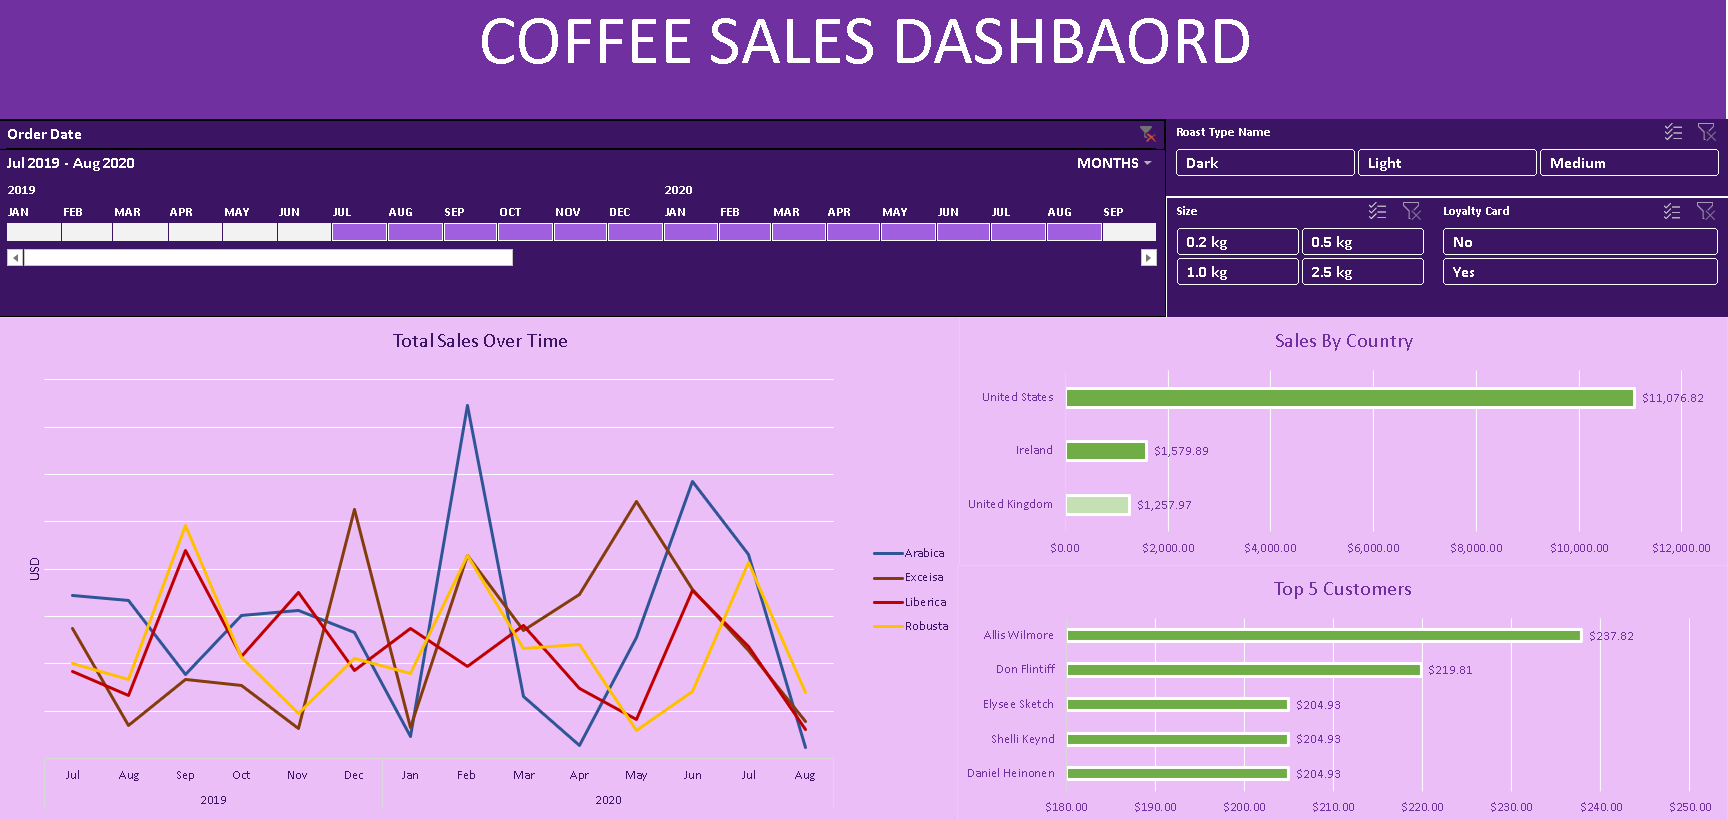 COFFEE SALES DASHBAORD
Order Date
Jul 2019 - Aug 2020
MONTHS
2019 2020
JAN FEB MAR APR MAY JUN JUL AUG SEP OCT NOV DEC JAN FEB MAR APR MAY JUN JUL AUG SEP
Roast Type Name
Dark Light Medium
Size
0.2 kg 0.5 kg
1.0 kg 2.5 kg
Loyalty Card
No
Yes
Total Sales Over Time
USD
Arabica
Exceisa
Liberica
Robusta
Jul Aug Sep Oct Nov Dec Jan Feb Mar Apr May Jun Jul Aug
2019 2020
Sales By Country
United States $11,076.82
Ireland $1,579.89
United Kingdom $1,257.97
$0.00 $2,000.00 $4,000.00 $6,000.00 $8,000.00 $10,000.00 $12,000.00
Top 5 Customers
Allis Wilmore $237.82
Don Flintiff $219.81
Elysee Sketch $204.93
Shelli Keynd $204.93
Daniel Heinonen $204.93
$180.00 $190.00 $200.00 $210.00 $220.00 $230.00 $240.00 $250.00